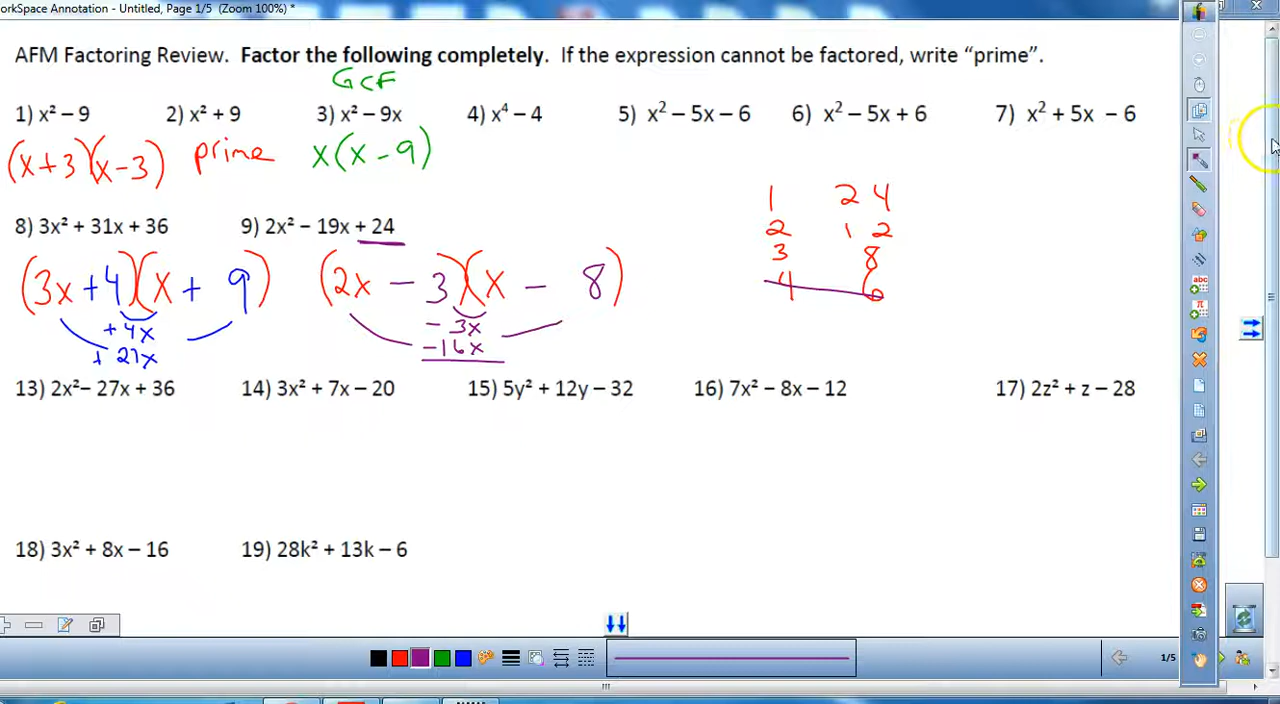 orkSpace Annotation - Untitled, Page 1/5 (Zoom 100%) *
AFM Factoring Review. Factor the following completely. If the expression cannot be factored, write “prime”.
GCF
1) x² – 9 2) x² + 9 3) x² – 9x 4) x⁴ – 4 5) x² – 5x – 6 6) x² – 5x + 6 7) x² + 5x – 6
(x+3)(x-3) prime x(x-9)
1 24
2 12
3 8
4 6
8) 3x² + 31x + 36 9) 2x² – 19x + 24
(3x+4)(x+9) (2x-3)(x-8)
+4x -3x
+27x -16x
13) 2x²– 27x + 36 14) 3x² + 7x – 20 15) 5y² + 12y – 32 16) 7x² – 8x – 12 17) 2z² + z – 28
18) 3x² + 8x – 16 19) 28k² + 13k – 6
abc
π
1/5